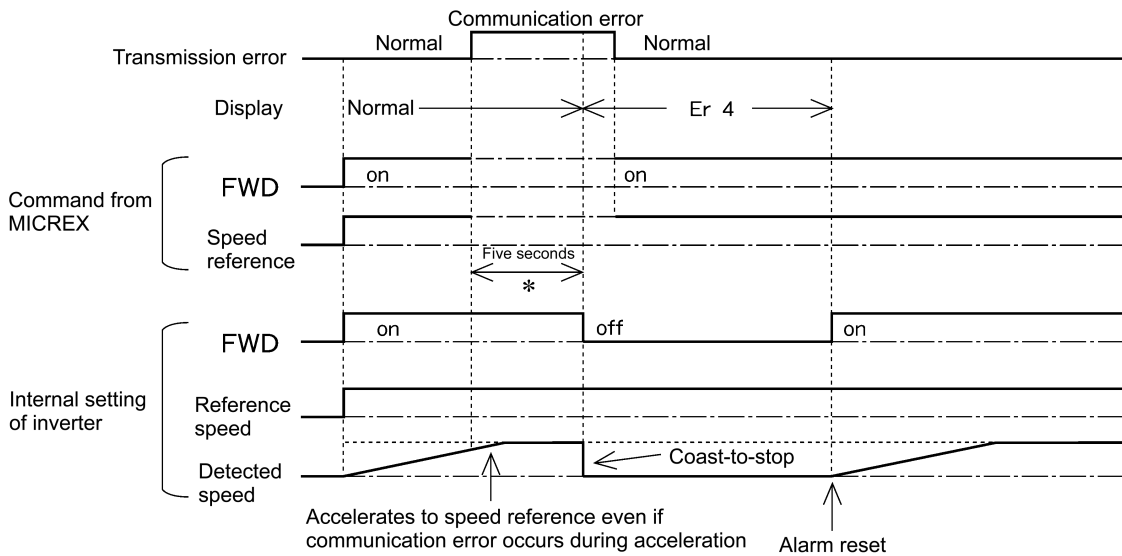 Communication error
Normal
Normal
Transmission error
Display
Normal
Er 4
Command from
MICREX
FWD
on
on
Speed
reference
Five seconds
*
Internal setting
of inverter
FWD
on
off
on
Reference
speed
Detected
speed
Coast-to-stop
Accelerates to speed reference even if
communication error occurs during acceleration
Alarm reset